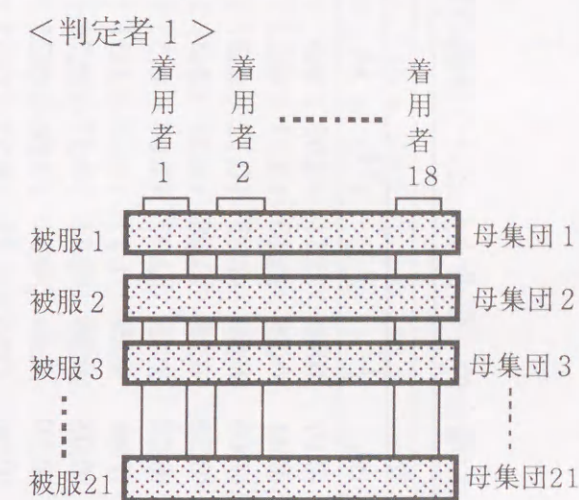 ＜判定者１＞
着用者1
着用者2
着用者18
被服1
母集団1
被服2
母集団2
被服3
母集団3
被服21
母集団21